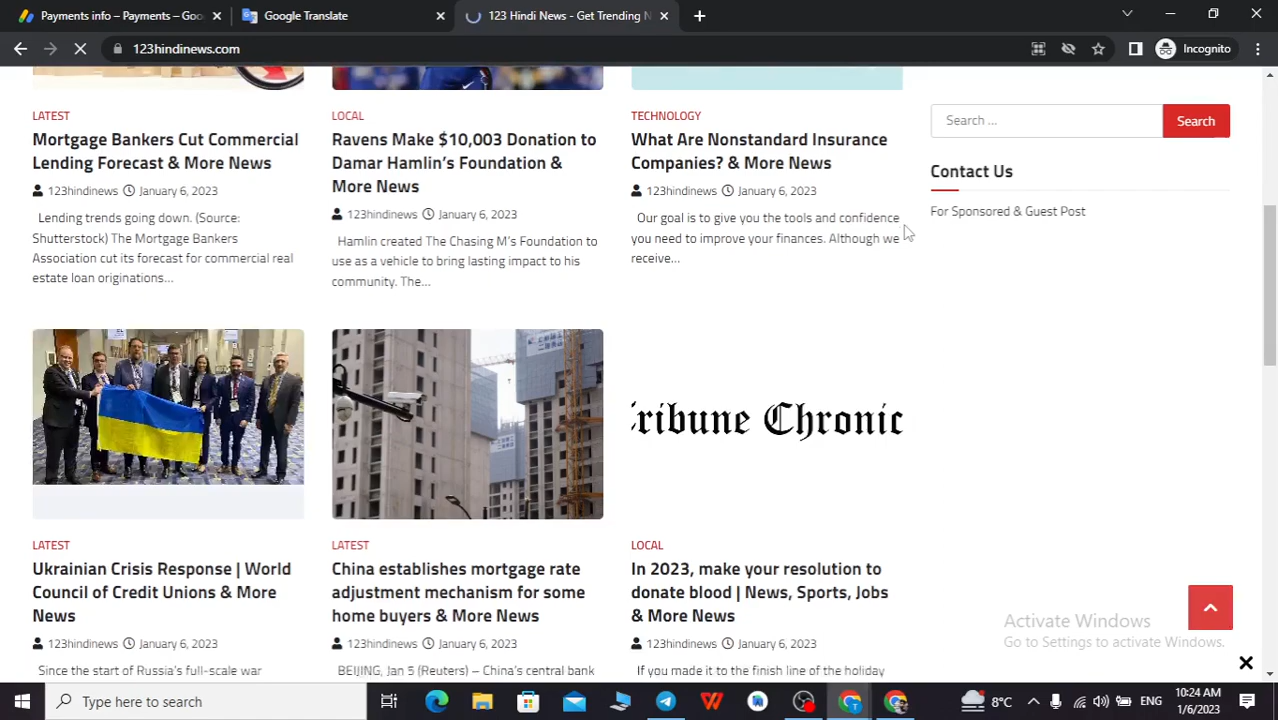 Payments info – Payments – Goo
Google Translate
123 Hindi News - Get Trending N
123hindinews.com
Incognito
LATEST
Mortgage Bankers Cut Commercial
Lending Forecast & More News
123hindinews January 6, 2023
Lending trends going down. (Source:
Shutterstock) The Mortgage Bankers
Association cut its forecast for commercial real
estate loan originations…
LOCAL
Ravens Make $10,003 Donation to
Damar Hamlin’s Foundation &
More News
123hindinews January 6, 2023
Hamlin created The Chasing M’s Foundation to
use as a vehicle to bring lasting impact to his
community. The…
TECHNOLOGY
What Are Nonstandard Insurance
Companies? & More News
123hindinews January 6, 2023
Our goal is to give you the tools and confidence
you need to improve your finances. Although we
receive…
Search …
Search
Contact Us
For Sponsored & Guest Post
Tribune Chronic
LATEST
Ukrainian Crisis Response | World
Council of Credit Unions & More
News
123hindinews January 6, 2023
Since the start of Russia’s full-scale war
LATEST
China establishes mortgage rate
adjustment mechanism for some
home buyers & More News
123hindinews January 6, 2023
BEIJING, Jan 5 (Reuters) – China’s central bank
LOCAL
In 2023, make your resolution to
donate blood | News, Sports, Jobs
& More News
123hindinews January 6, 2023
If you made it to the finish line of the holiday
Activate Windows
Go to Settings to activate Windows.
Type here to search
8°C
ENG
10:24 AM
1/6/2023